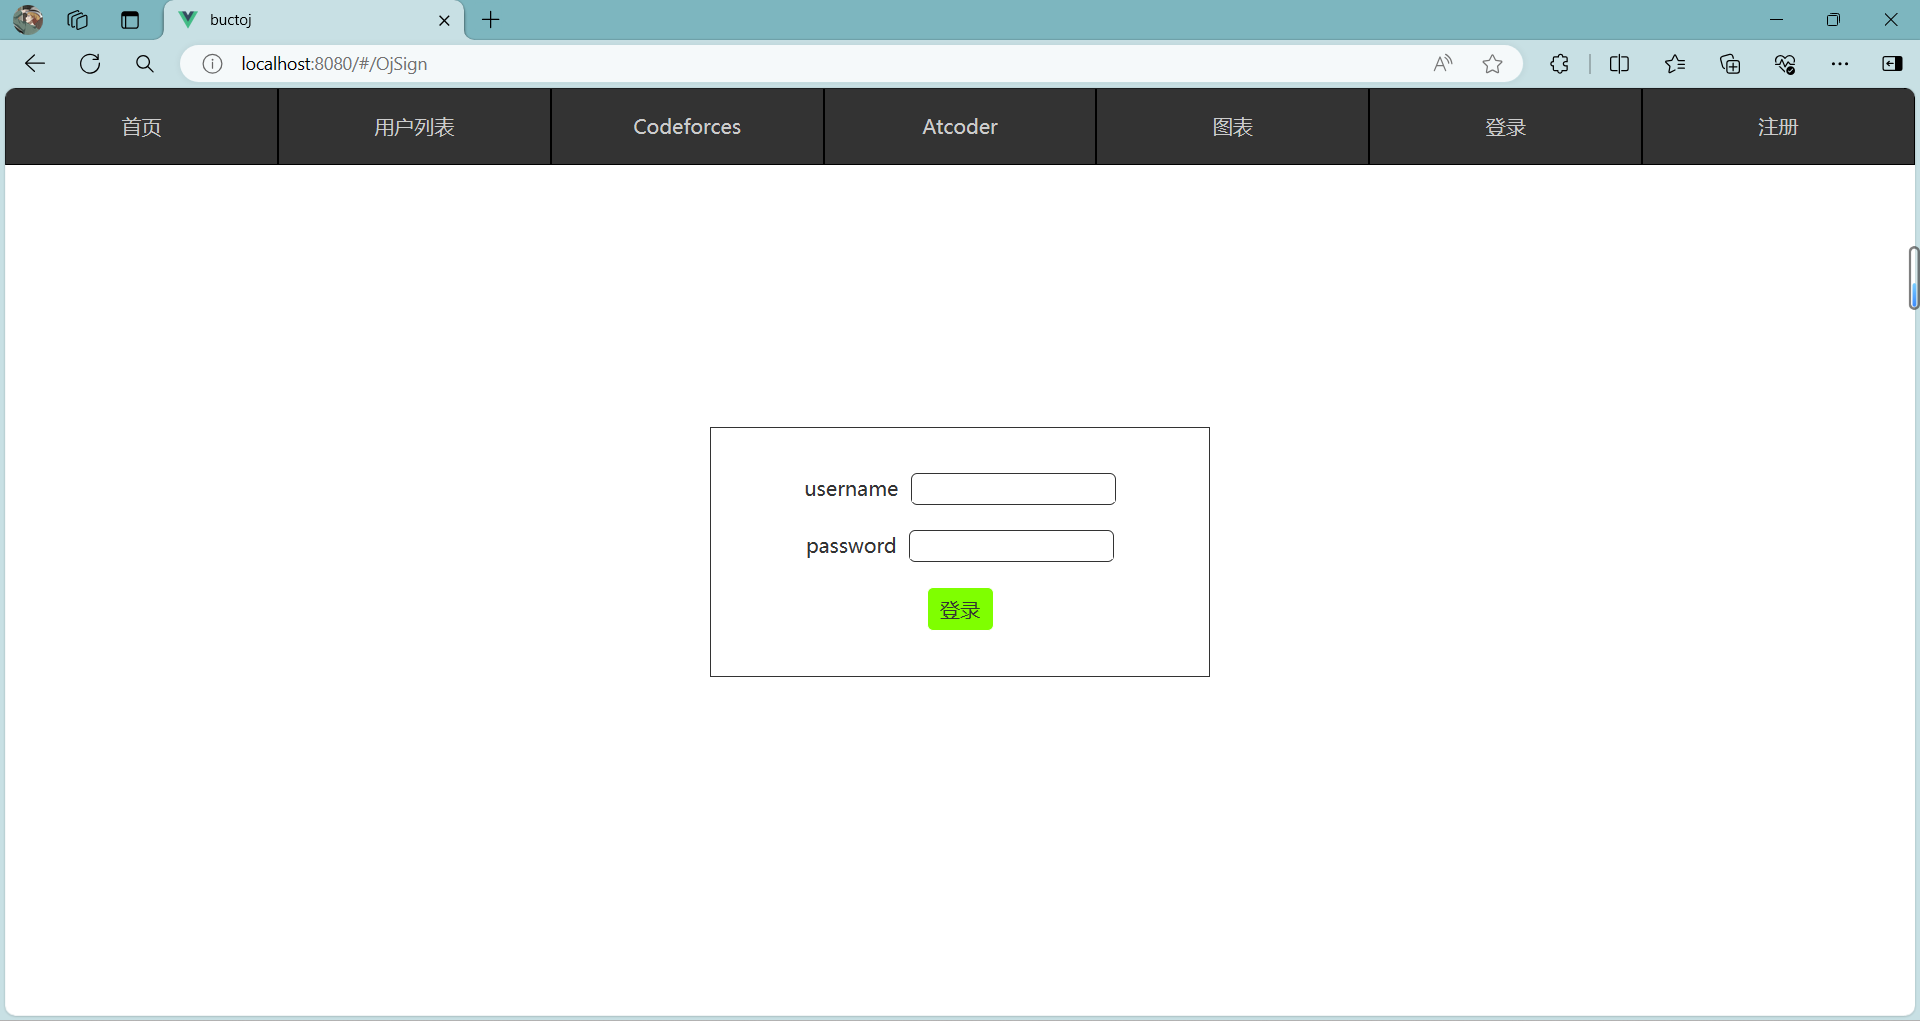 buctoj
localhost:8080/#/OjSign
首页 用户列表 Codeforces Atcoder 图表 登录 注册
username
password
登录